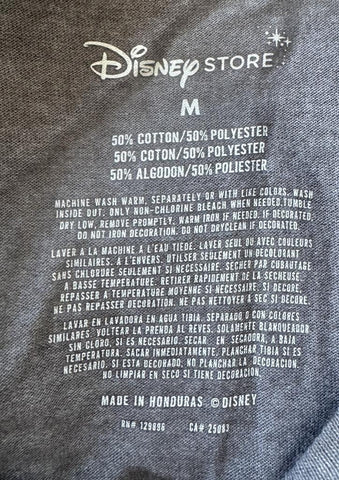 Disney STORE
M
50% COTTON/50% POLYESTER
50% COTON/50% POLYESTER
50% ALGODON/50% POLIESTER
MACHINE WASH WARM, SEPARATELY OR WITH LIKE COLORS. WASH
INSIDE OUT. ONLY NON-CHLORINE BLEACH WHEN NEEDED.TUMBLE
DRY LOW, REMOVE PROMPTLY. WARM IRON IF NEEDED. IF DECORATED,
DO NOT IRON DECORATION. DO NOT DRYCLEAN IF DECORATED.
LAVER A LA MACHINE A L'EAU TIEDE. LAVER SEUL OU AVEC COULEURS
SIMILAIRES. A L'ENVERS. UTILISER SEULEMENT UN DECOLORANT
SANS CHLORURE SEULEMENT SI NECESSAIRE. SECHER PAR CUBAUTAGE
A BASSE TEMPERATURE. RETIRER RAPIDEMENT DE LA SECHEUSE.
REPASSER A TEMPERATURE MOYENNE SI NECESSAIRE. SI DECORE,
NE PAS REPASSER DECORATION. NE PAS NETTOYER A SEC SI DECORE.
LAVAR EN LAVADORA EN AGUA TIBIA. SEPARADO O CON COLORES
SIMILARES. VOLTEAR LA PRENDA AL REVES. SOLAMENTE BLANQUEADOR
SIN CLORO, SI ES NECESARIO. SECAR EN SECADORA, A BAJA
TEMPERATURA. SACAR INMEDIATAMENTE. PLANCHAR TIBIA SI ES
NECESARIO. SI ESTA DECORADO, NO PLANCHAR LA DECORACION.
NO LIMPIAR EN SECO SI TIENE DECORACION.
MADE IN HONDURAS ©DISNEY
RN# 129096 CA# 25083